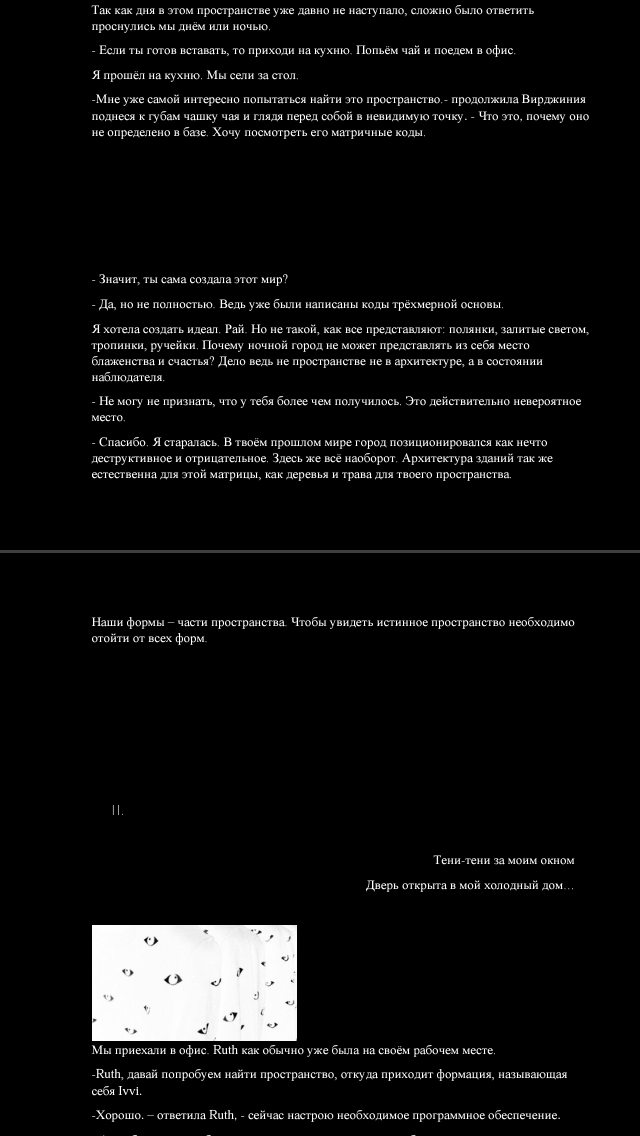 Так как дня в этом пространстве уже давно не наступало, сложно было ответить
проснулись мы днём или ночью.
- Если ты готов вставать, то приходи на кухню. Попьём чай и поедем в офис.
Я прошёл на кухню. Мы сели за стол.
-Мне уже самой интересно попытаться найти это пространство.- продолжила Вирджиния
поднеся к губам чашку чая и глядя перед собой в невидимую точку. - Что это, почему оно
не определено в базе. Хочу посмотреть его матричные коды.
- Значит, ты сама создала этот мир?
- Да, но не полностью. Ведь уже были написаны коды трёхмерной основы.
Я хотела создать идеал. Рай. Но не такой, как все представляют: полянки, залитые светом,
тропинки, ручейки. Почему ночной город не может представлять из себя место
блаженства и счастья? Дело ведь не пространстве не в архитектуре, а в состоянии
наблюдателя.
- Не могу не признать, что у тебя более чем получилось. Это действительно невероятное
место.
- Спасибо. Я старалась. В твоём прошлом мире город позиционировался как нечто
деструктивное и отрицательное. Здесь же всё наоборот. Архитектура зданий так же
естественна для этой матрицы, как деревья и трава для твоего пространства.
Наши формы – части пространства. Чтобы увидеть истинное пространство необходимо
отойти от всех форм.
II.
Тени-тени за моим окном
Дверь открыта в мой холодный дом…
Мы приехали в офис. Ruth как обычно уже была на своём рабочем месте.
-Ruth, давай попробуем найти пространство, откуда приходит формация, называющая
себя Ivvi.
-Хорошо. – ответила Ruth, - сейчас настрою необходимое программное обеспечение.